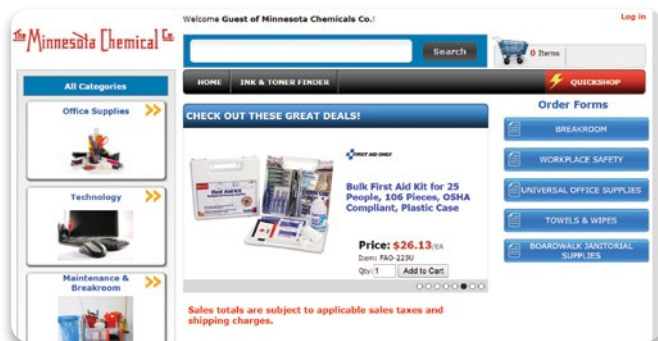 Welcome Guest of Minnesota Chemicals Co.!
Log in
The Minnesota Chemical Co.
Search
0 Items
HOME
INK & TONER FINDER
QUICKSHOP
All Categories
Office Supplies
Technology
Maintenance &
Breakroom
CHECK OUT THESE GREAT DEALS!
FIRST AID ONLY
First Aid Kit
Bulk First Aid Kit for 25
People, 106 Pieces, OSHA
Compliant, Plastic Case
Price: $26.13/EA
Item: FAO-223U
Qty: 1
Add to Cart
Sales totals are subject to applicable sales taxes and
shipping charges.
Order Forms
BREAKROOM
WORKPLACE SAFETY
UNIVERSAL OFFICE SUPPLIES
TOWELS & WIPES
BOARDWALK JANITORIAL
SUPPLIES